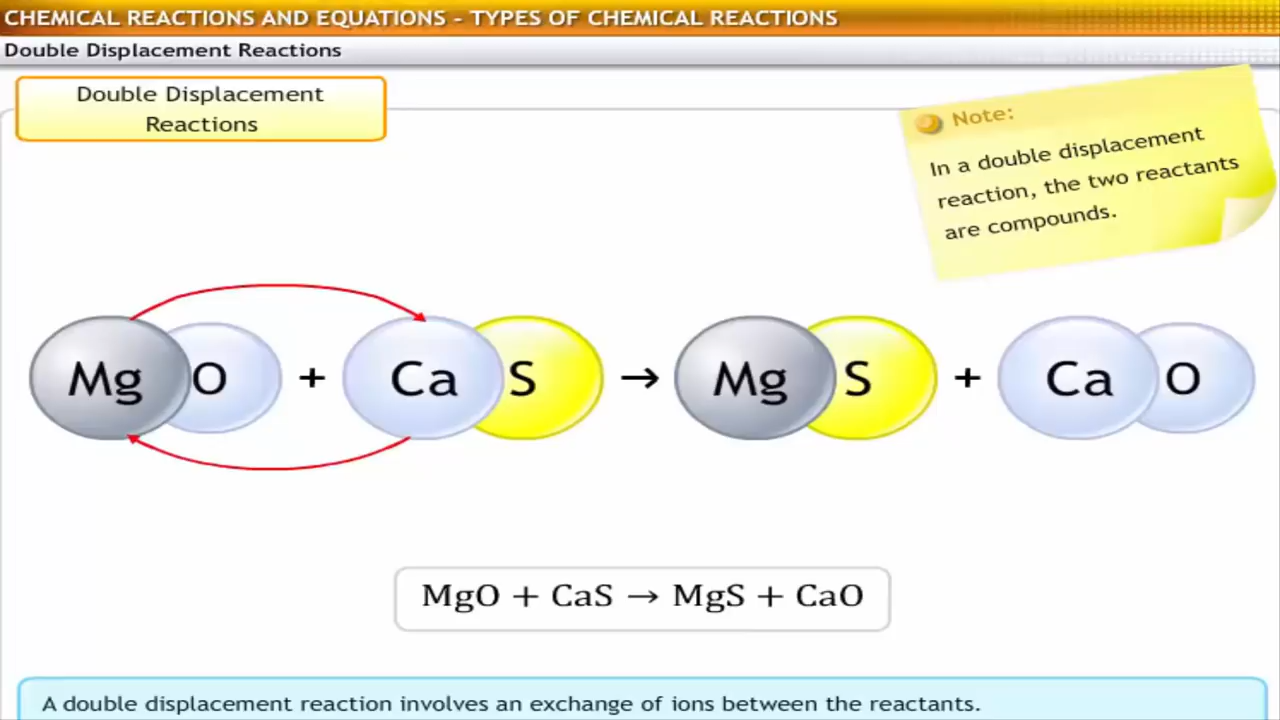 CHEMICAL REACTIONS AND EQUATIONS - TYPES OF CHEMICAL REACTIONS
Double Displacement Reactions
Double Displacement
Reactions
Note:
In a double displacement
reaction, the two reactants
are compounds.
Mg O + Ca S → Mg S + Ca O
MgO + CaS → MgS + CaO
A double displacement reaction involves an exchange of ions between the reactants.